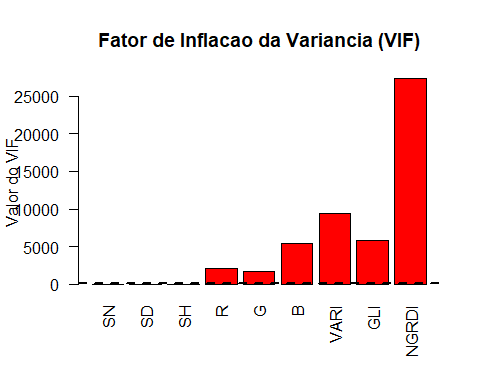 Fator de Inflacao da Variancia (VIF)
Valor do VIF
25000
20000
15000
10000
5000
0
SN
SD
SH
R
G
B
VARI
GLI
NGRDI